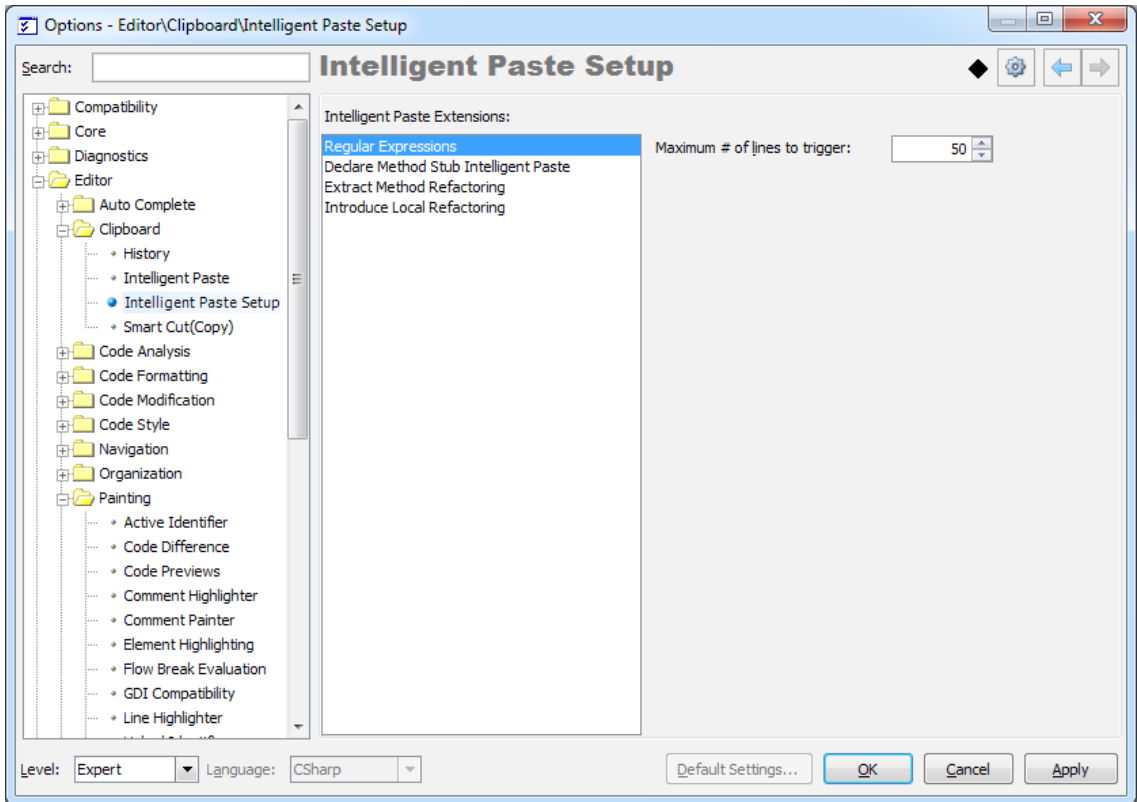 Options - Editor\Clipboard\Intelligent Paste Setup
Search:
Intelligent Paste Setup
Compatibility
Core
Diagnostics
Editor
Auto Complete
Clipboard
History
Intelligent Paste
Intelligent Paste Setup
Smart Cut(Copy)
Code Analysis
Code Formatting
Code Modification
Code Style
Navigation
Organization
Painting
Active Identifier
Code Difference
Code Previews
Comment Highlighter
Comment Painter
Element Highlighting
Flow Break Evaluation
GDI Compatibility
Line Highlighter
Intelligent Paste Extensions:
Regular Expressions
Declare Method Stub Intelligent Paste
Extract Method Refactoring
Introduce Local Refactoring
Maximum # of lines to trigger: 50
Level: Expert Language: CSharp
Default Settings... OK Cancel Apply